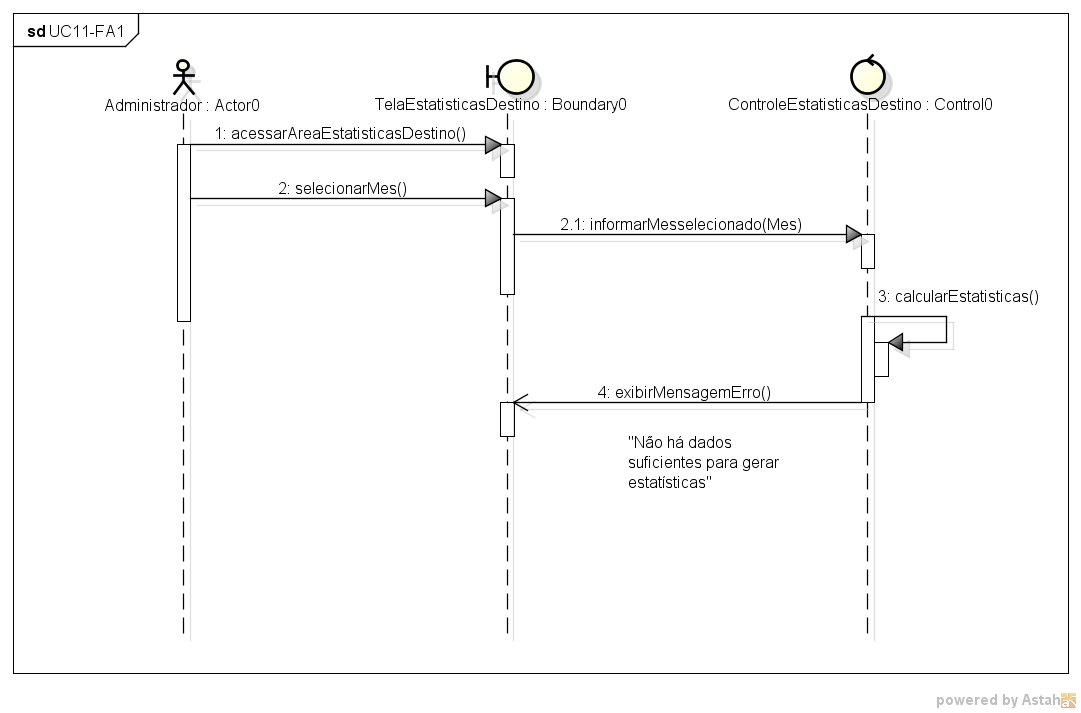 sd UC11-FA1
Administrador : Actor0
TelaEstatisticasDestino : Boundary0
ControleEstatisticasDestino : Control0
1: acessarAreaEstatisticasDestino()
2: selecionarMes()
2.1: informarMesselecionado(Mes)
3: calcularEstatisticas()
4: exibirMensagemErro()
"Não há dados
suficientes para gerar
estatísticas"
powered by Astah